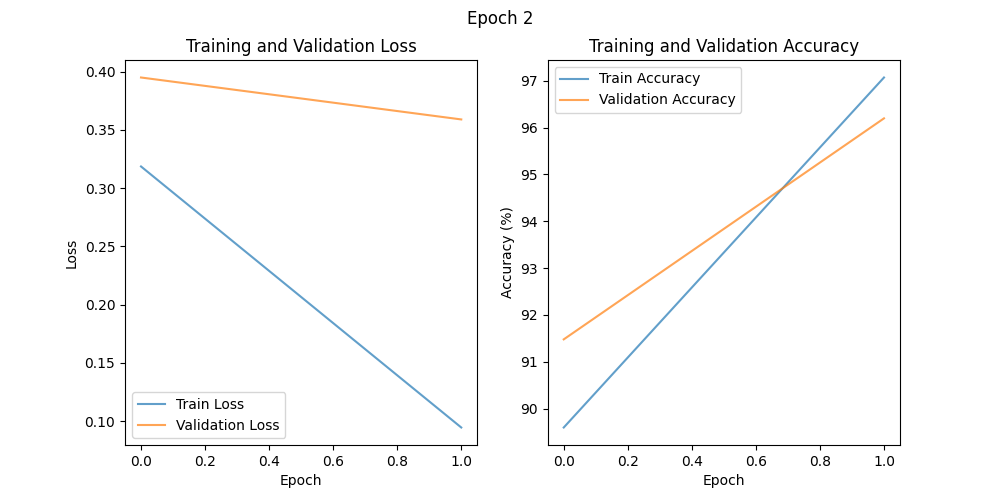 Epoch 2
Training and Validation Loss
0.40
0.35
0.30
0.25
0.20
0.15
0.10
Loss
Train Loss
Validation Loss
0.0 0.2 0.4 0.6 0.8 1.0
Epoch
Training and Validation Accuracy
Train Accuracy
Validation Accuracy
97
96
95
94
93
92
91
90
Accuracy (%)
0.0 0.2 0.4 0.6 0.8 1.0
Epoch